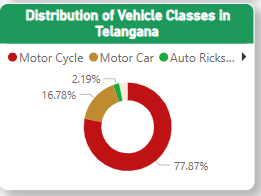 Distribution of Vehicle Classes in
Telangana
Motor Cycle Motor Car Auto Ricks...
2.19%
16.78%
77.87%